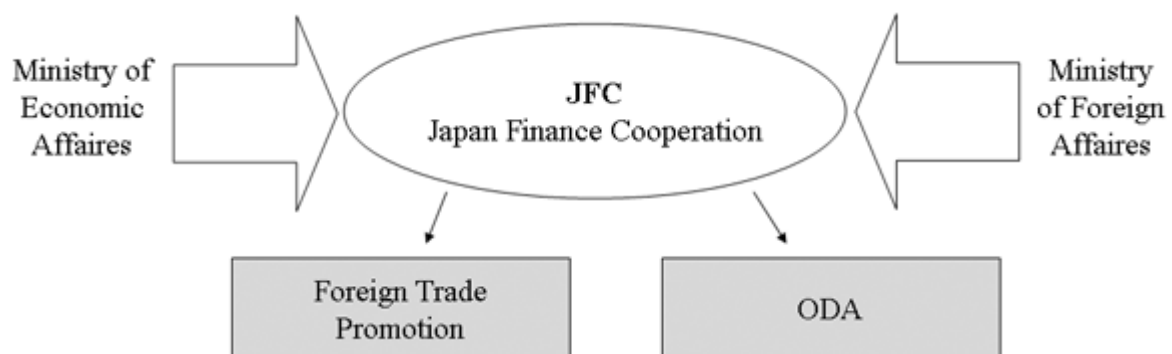 Ministry of
Economic
Affaires
JFC
Japan Finance Cooperation
Ministry
of Foreign
Affaires
Foreign Trade
Promotion
ODA